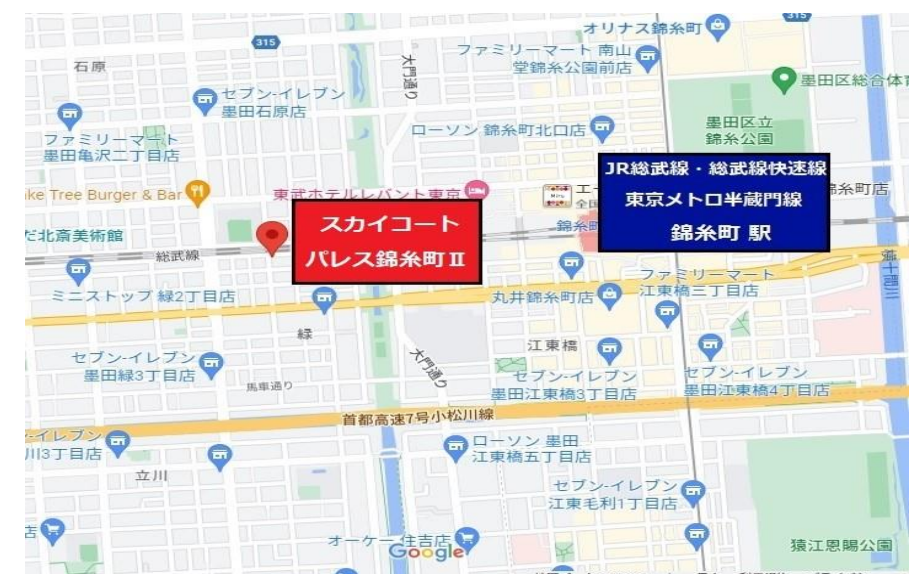 315
315
オリナス錦糸町
ファミリーマート 南山
堂錦糸公園前店
大門通り
石原
セブン-イレブン
墨田石原店
墨田区総合体育
ファミリーマート
墨田亀沢二丁目店
ローソン 錦糸町北口店
墨田区立
錦糸公園
ke Tree Burger & Bar
東武ホテルレバント東京
JR総武線・総武線快速線
東京メトロ半蔵門線
錦糸町 駅
糸町店
スカイコート
パレス錦糸町Ⅱ
だ北斎美術館
総武線
ミニストップ 緑2丁目店
丸井錦糸町店
ファミリーマート
江東橋三丁目店
緑
江東橋
セブン-イレブン
墨田緑3丁目店
馬車通り
大門通り
セブン-イレブン
墨田江東橋3丁目店
セブン-イレブン
墨田江東橋4丁目店
首都高速7号小松川線
ン-イレブン
川3丁目店
ローソン 墨田
江東橋五丁目店
立川
セブン-イレブン
江東毛利1丁目店
オーケー 住吉店
Google
猿江恩賜公園